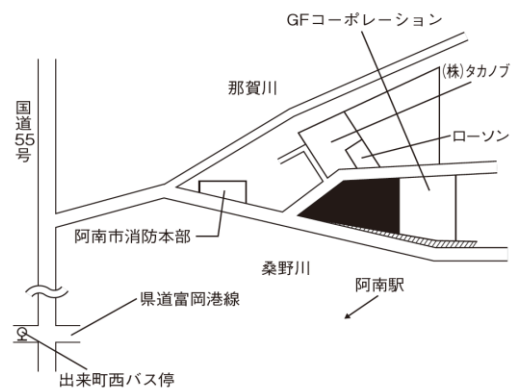 GFコーポレーション
(株)タカノブ
那賀川
ローソン
国道55号
阿南市消防本部
桑野川
阿南駅
県道富岡港線
出来町西バス停